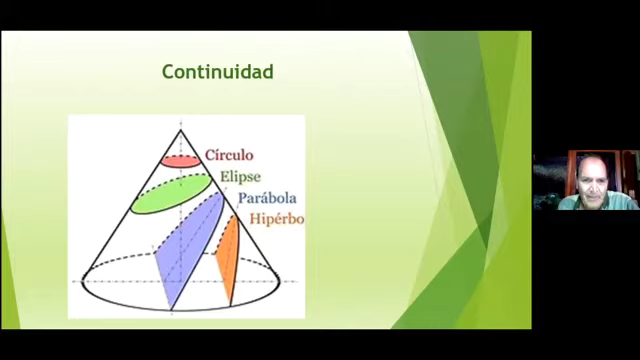 Continuidad
Círculo
Elipse
Parábola
Hipérbo